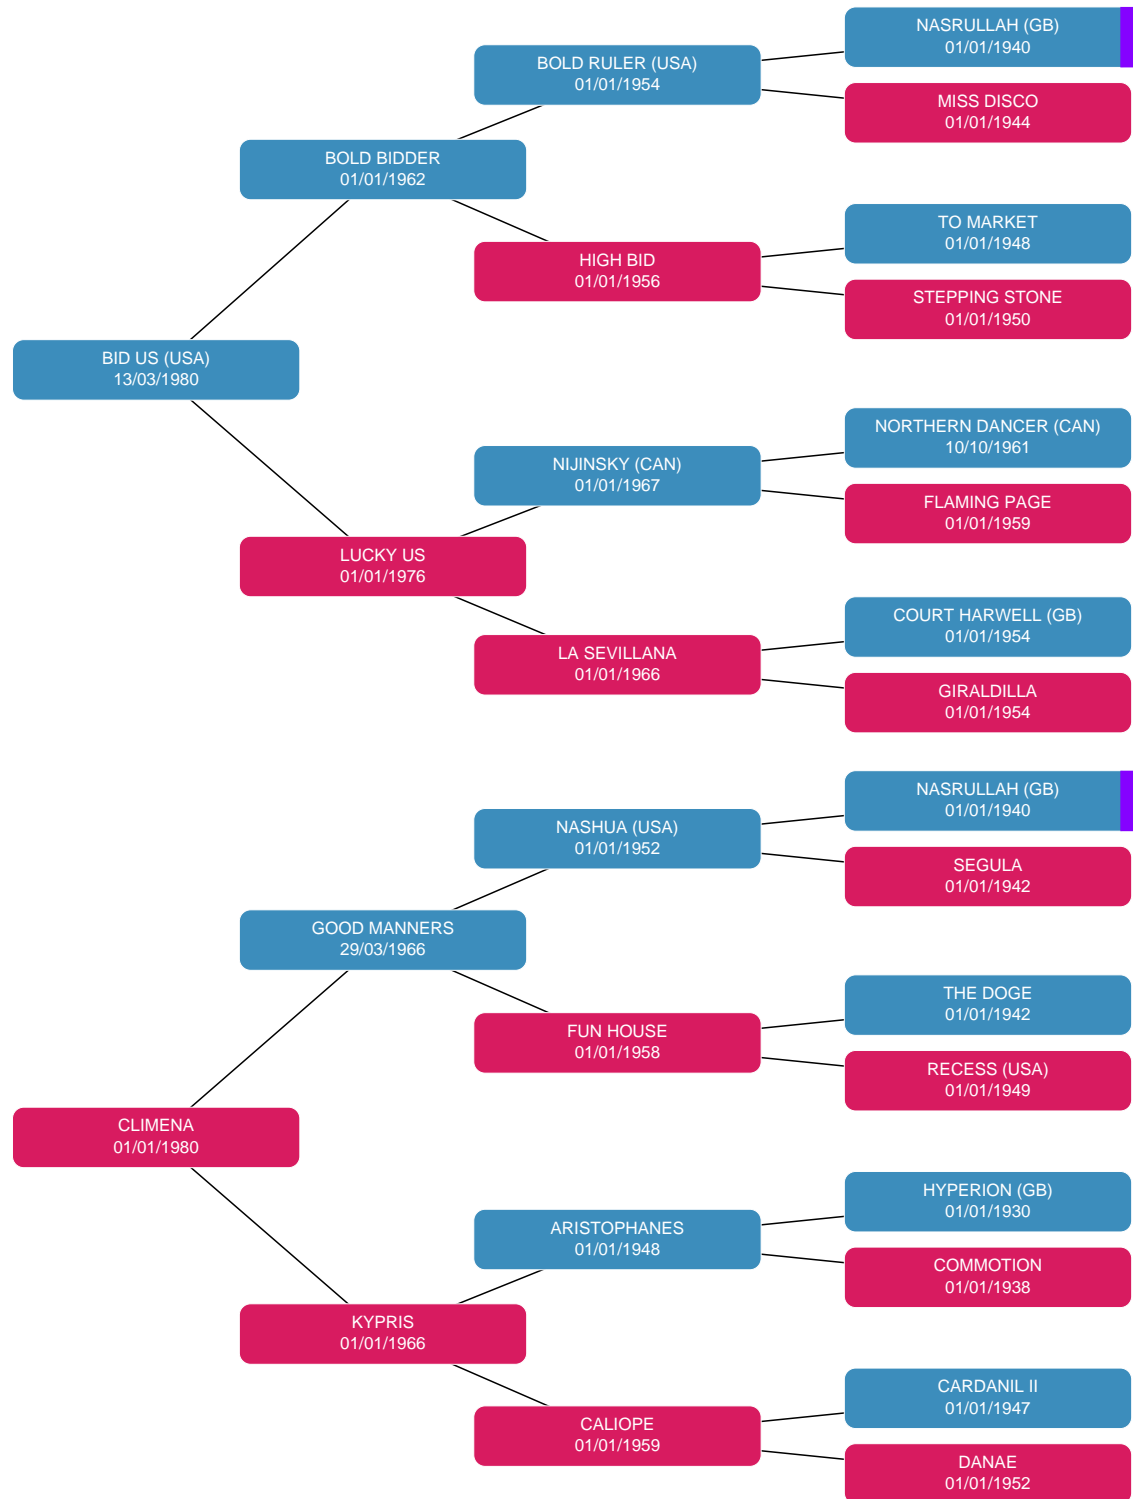 NASRULLAH (GB)
01/01/1940
BOLD RULER (USA)
01/01/1954
MISS DISCO
01/01/1944
BOLD BIDDER
01/01/1962
TO MARKET
01/01/1948
HIGH BID
01/01/1956
STEPPING STONE
01/01/1950
BID US (USA)
13/03/1980
NORTHERN DANCER (CAN)
10/10/1961
NIJINSKY (CAN)
01/01/1967
FLAMING PAGE
01/01/1959
LUCKY US
01/01/1976
COURT HARWELL (GB)
01/01/1954
LA SEVILLANA
01/01/1966
GIRALDILLA
01/01/1954
NASRULLAH (GB)
01/01/1940
NASHUA (USA)
01/01/1952
SEGULA
01/01/1942
GOOD MANNERS
29/03/1966
THE DOGE
01/01/1942
FUN HOUSE
01/01/1958
RECESS (USA)
01/01/1949
CLIMENA
01/01/1980
HYPERION (GB)
01/01/1930
ARISTOPHANES
01/01/1948
COMMOTION
01/01/1938
KYPRIS
01/01/1966
CARDANIL II
01/01/1947
CALIOPE
01/01/1959
DANAE
01/01/1952